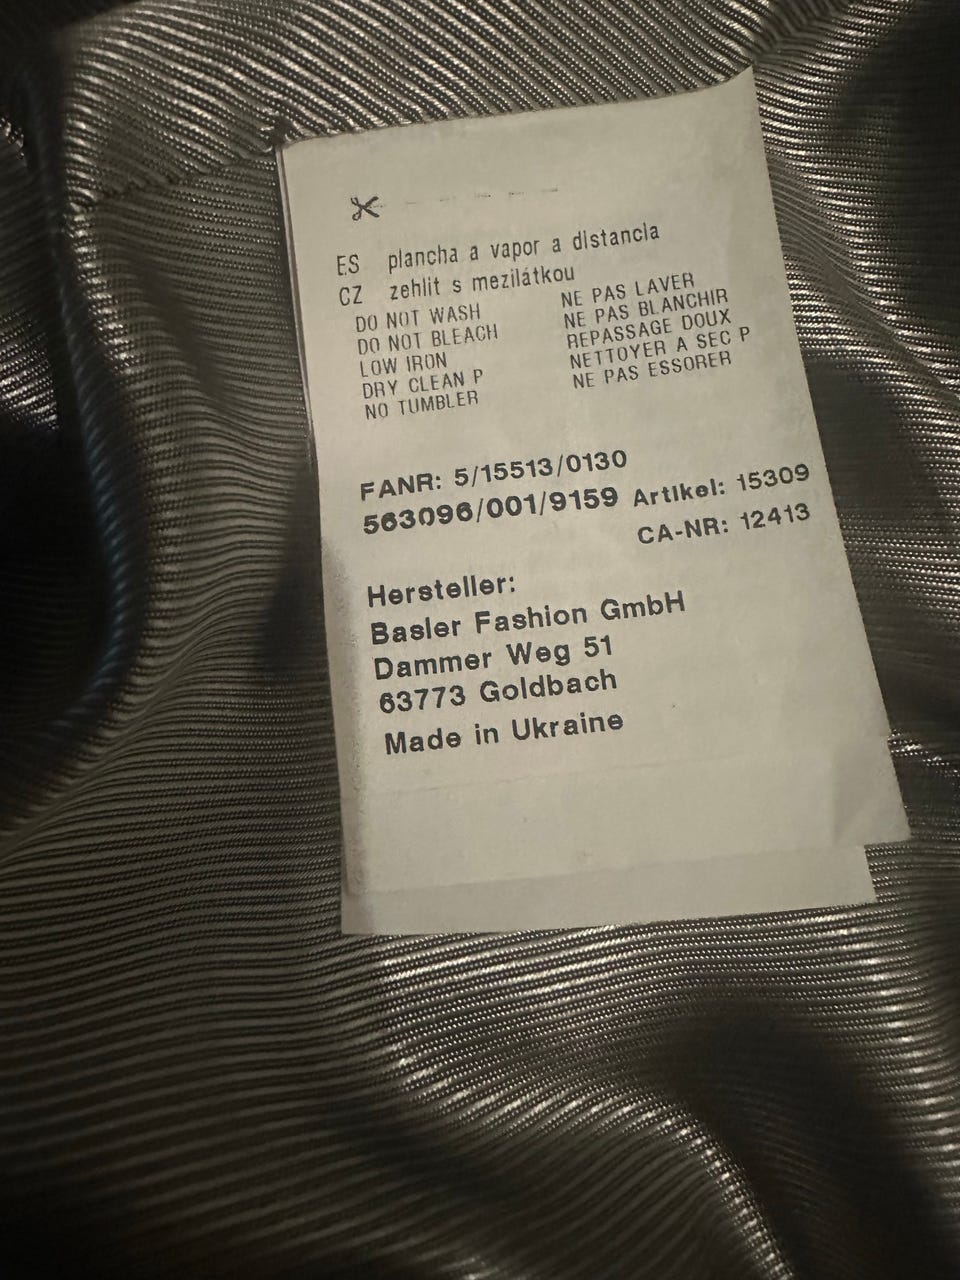 ES plancha a vapor a distancia
CZ zehlit s mezilátkou
DO NOT WASH
DO NOT BLEACH
LOW IRON
DRY CLEAN P
NO TUMBLER
NE PAS LAVER
NE PAS BLANCHIR
REPASSAGE DOUX
NETTOYER A SEC P
NE PAS ESSORER
FANR: 5/15513/0130
563096/001/9159 Artikel: 15309
CA-NR: 12413
Hersteller:
Basler Fashion GmbH
Dammer Weg 51
63773 Goldbach
Made in Ukraine